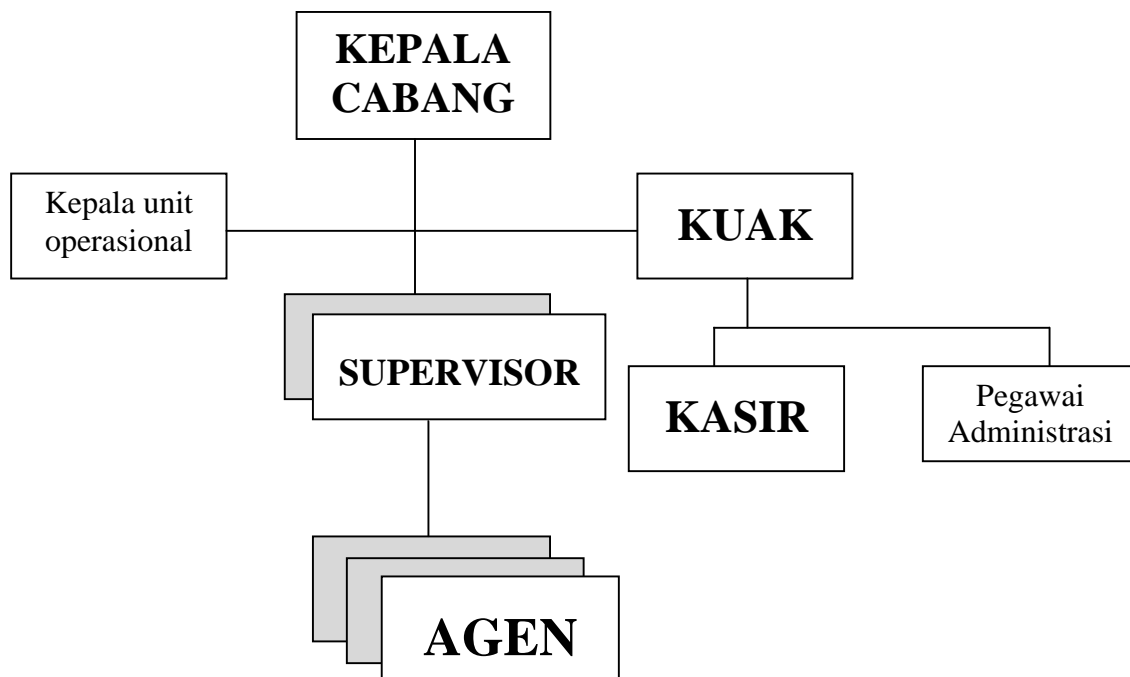 KEPALA
CABANG
Kepala unit
operasional
KUAK
SUPERVISOR
KASIR
Pegawai
Administrasi
AGEN